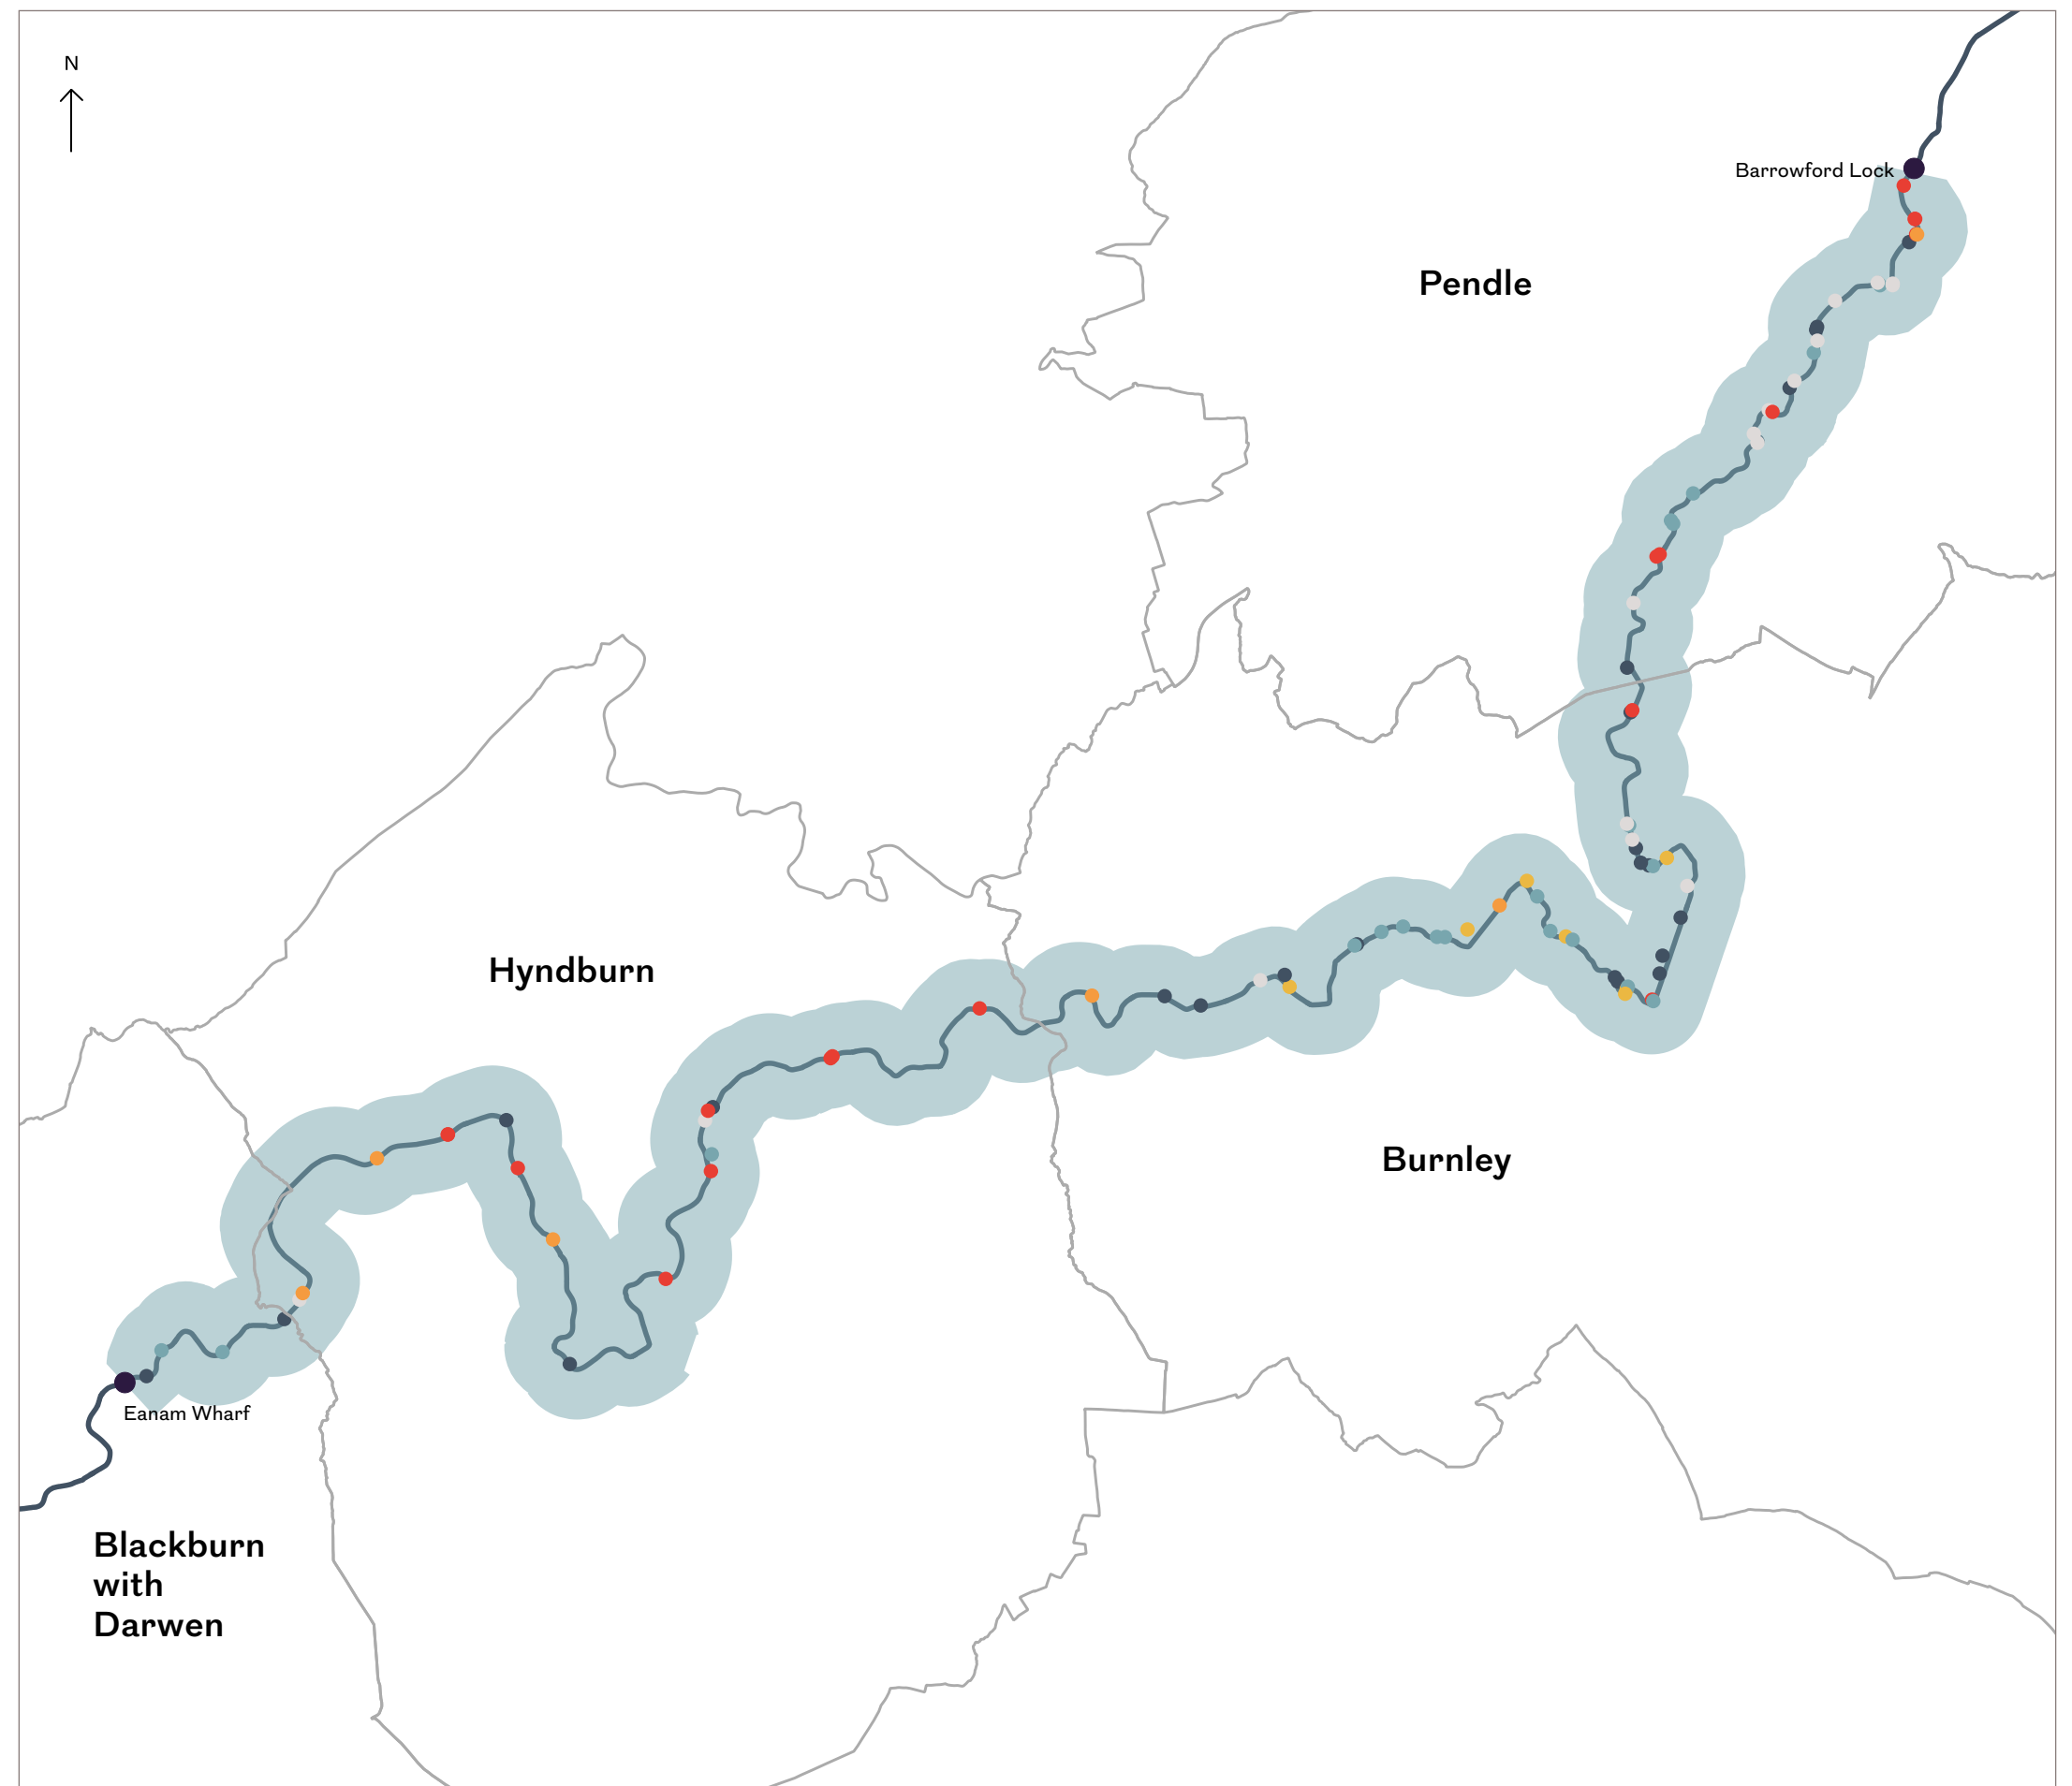 N
Barrowford Lock
Pendle
Hyndburn
Burnley
Eanam Wharf
Blackburn
with
Darwen